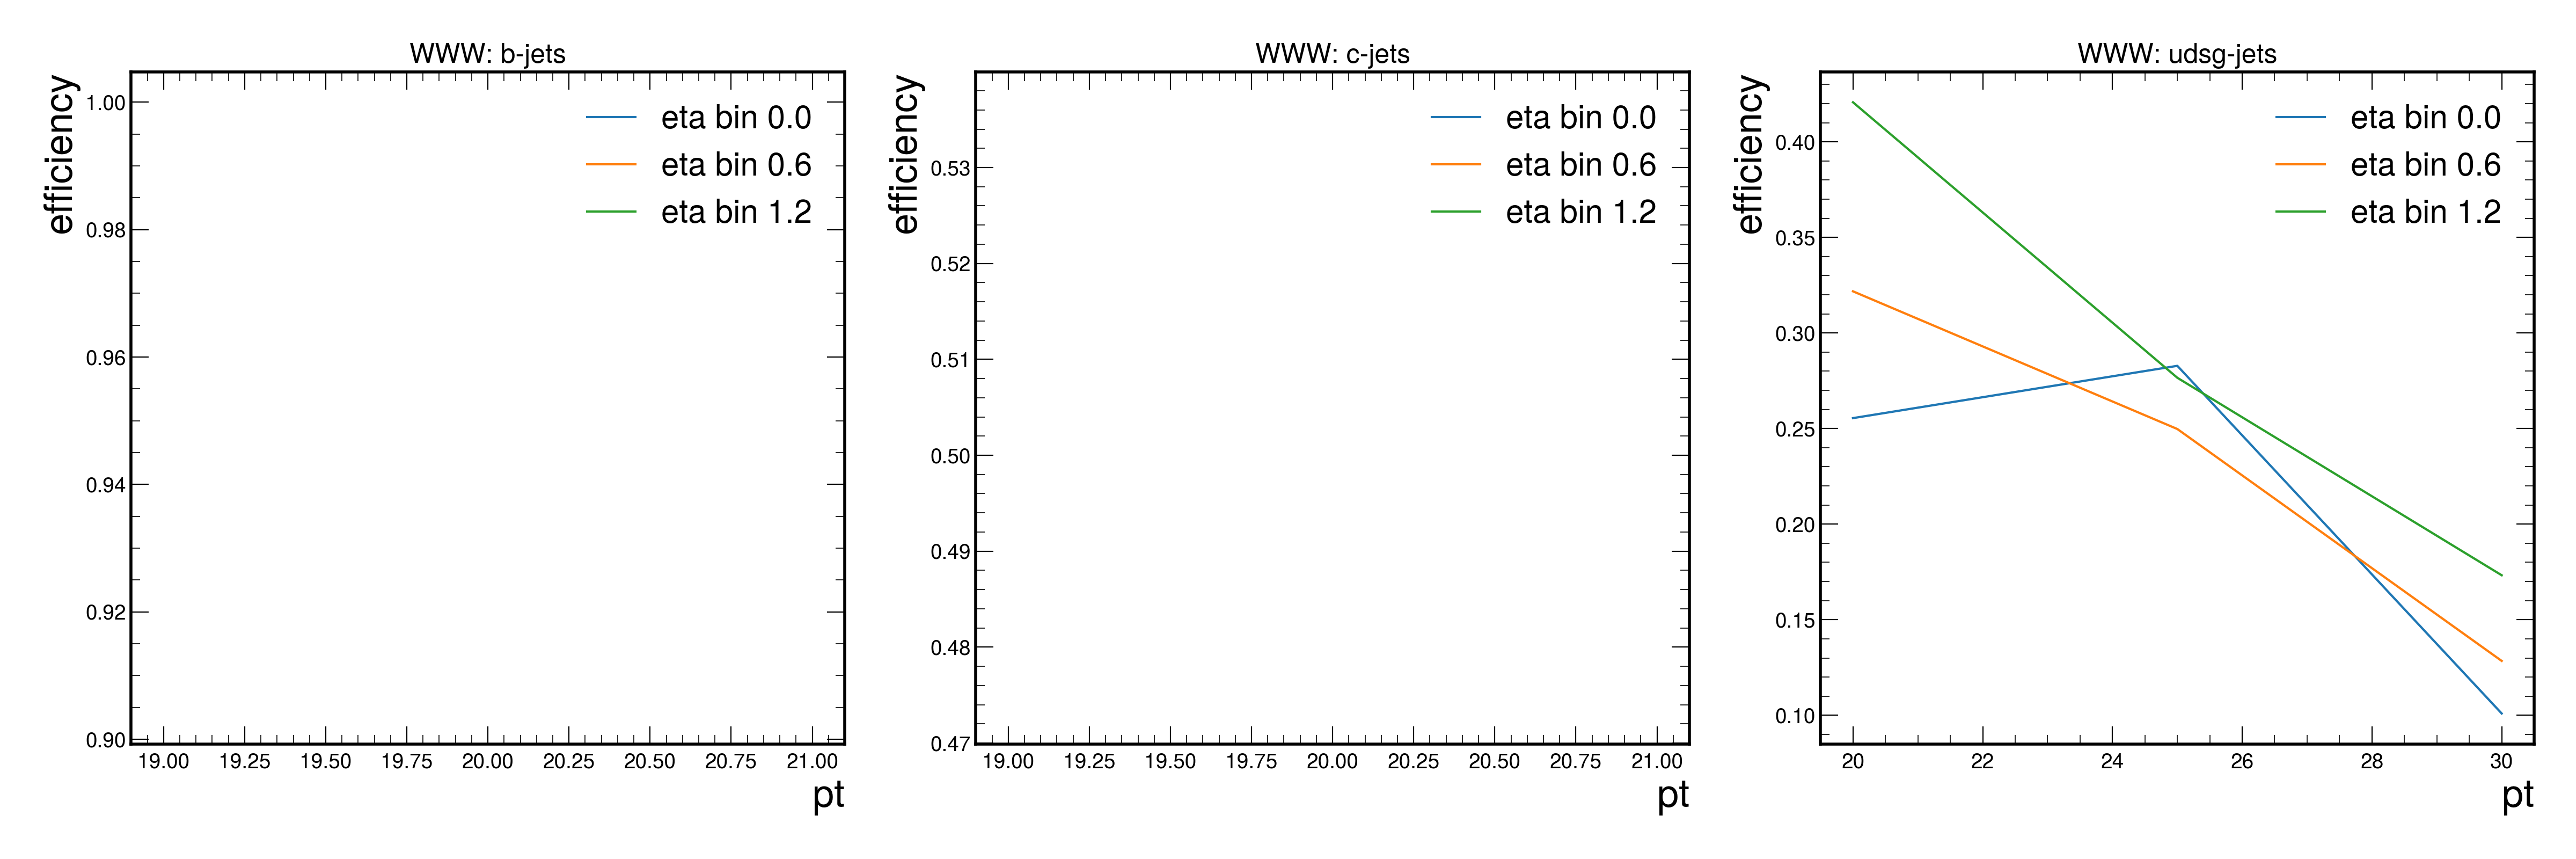 WWW: b-jets
efficiency
1.00
0.98
0.96
0.94
0.92
0.90
eta bin 0.0
eta bin 0.6
eta bin 1.2
19.00 19.25 19.50 19.75 20.00 20.25 20.50 20.75 21.00
pt
WWW: c-jets
efficiency
0.53
0.52
0.51
0.50
0.49
0.48
0.47
eta bin 0.0
eta bin 0.6
eta bin 1.2
19.00 19.25 19.50 19.75 20.00 20.25 20.50 20.75 21.00
pt
WWW: udsg-jets
efficiency
0.40
0.35
0.30
0.25
0.20
0.15
0.10
eta bin 0.0
eta bin 0.6
eta bin 1.2
20 22 24 26 28 30
pt